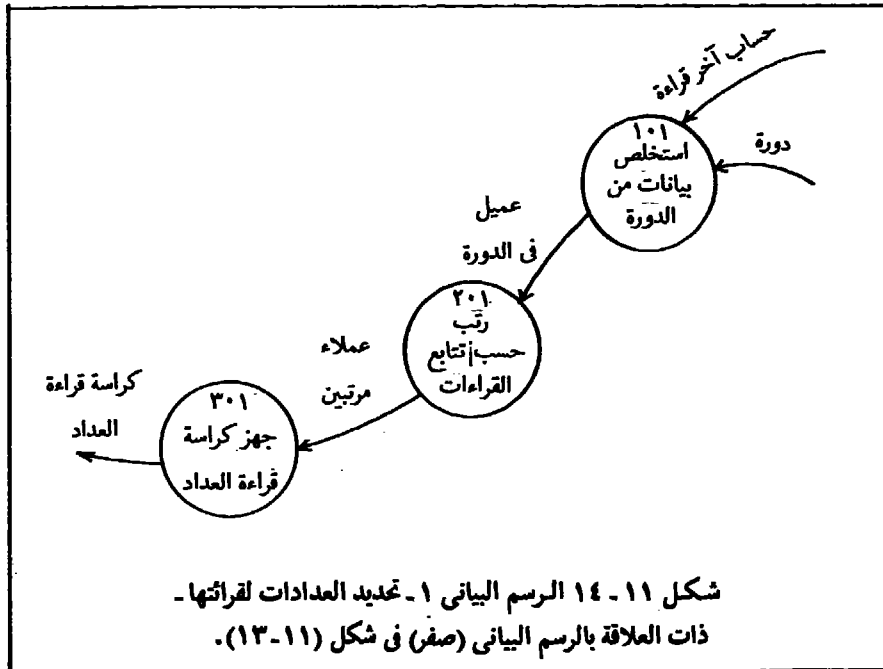 حساب آخر قراءة
دورة
١٠١
استخلص
بيانات من
الدورة
عميل
فى الدورة
٢٠١
رتب
حسب تتابع
القراءات
عملاء
مرتبين
٣٠١
جهز كراسة
قراءة العداد
كراسة قراءة
العداد
شكل ١١ - ١٤ الرسم البيانى ١ - تحديد العدادات لقرائتها -
ذات العلاقة بالرسم البيانى (صفر) فى شكل (١١-١٣).